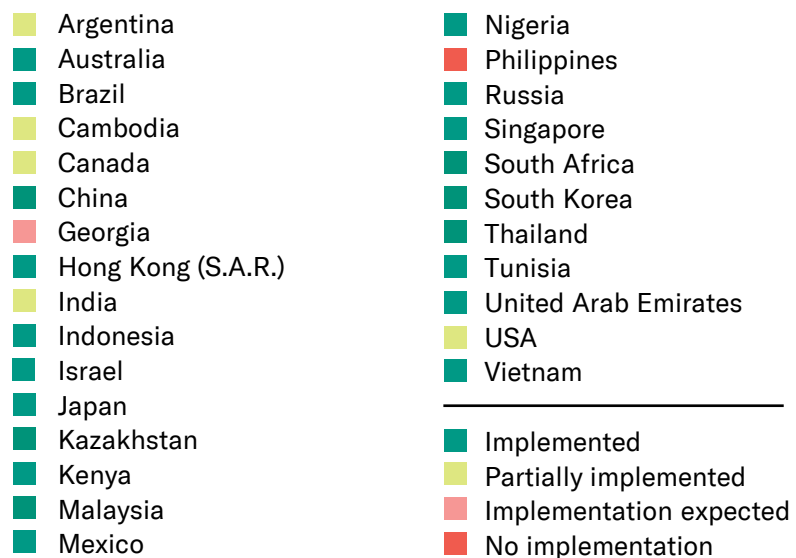 Argentina
Australia
Brazil
Cambodia
Canada
China
Georgia
Hong Kong (S.A.R.)
India
Indonesia
Israel
Japan
Kazakhstan
Kenya
Malaysia
Mexico
Nigeria
Philippines
Russia
Singapore
South Africa
South Korea
Thailand
Tunisia
United Arab Emirates
USA
Vietnam
Implemented
Partially implemented
Implementation expected
No implementation